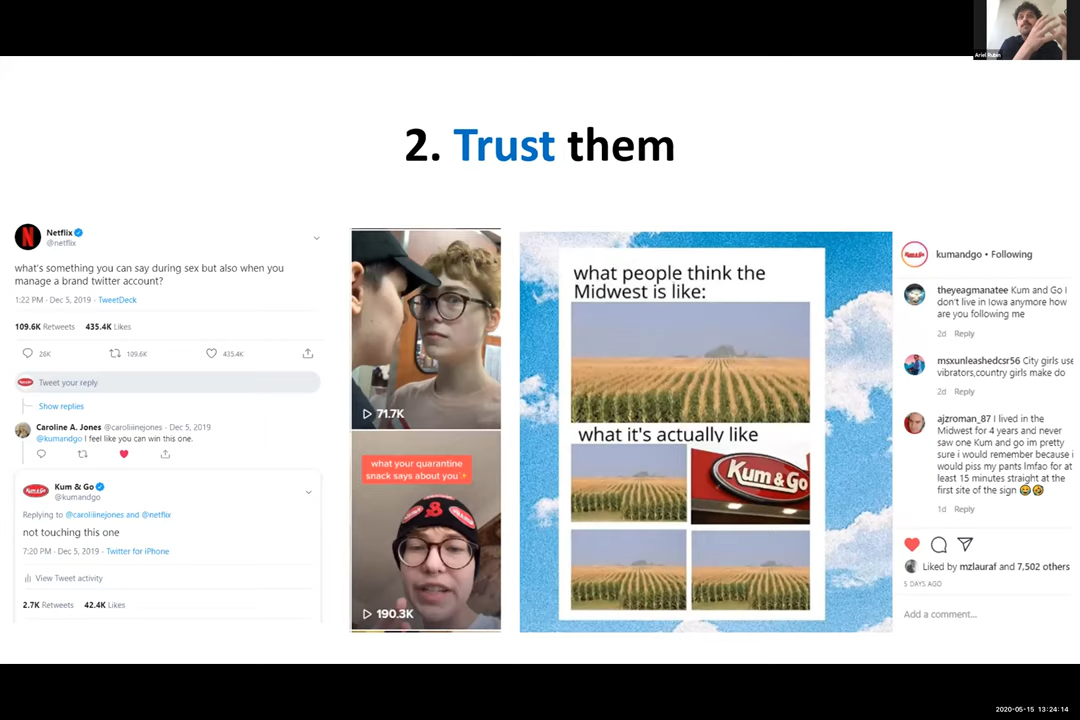 Ariel Rubin
2. Trust them
Netflix
@netflix
what's something you can say during sex but also when you
manage a brand twitter account?
1:22 PM · Dec 5, 2019 · TweetDeck
109.6K Retweets 435.4K Likes
28K 109.6K 435.4K
Tweet your reply
Show replies
Caroline A. Jones @caroliiinejones · Dec 5, 2019
@kumandgo I feel like you can win this one.
Kum & Go
@kumandgo
Replying to @caroliiinejones and @netflix
not touching this one
7:20 PM · Dec 5, 2019 · Twitter for iPhone
View Tweet activity
2.7K Retweets 42.4K Likes
71.7K
what your quarantine
snack says about you
190.3K
what people think the
Midwest is like:
what it's actually like
Kum & Go
kumandgo • Following
theyeagmanatee Kum and Go I
don't live in Iowa anymore how
are you following me
2d Reply
msxunleashedcsr56 City girls use
vibrators,country girls make do
2d Reply
ajzroman_87 I lived in the
Midwest for 4 years and never
saw one Kum and go im pretty
sure i would remember because i
would piss my pants lmfao for at
least 15 minutes straight at the
first site of the sign 😂🤣
1d Reply
Liked by mzlauraf and 7,502 others
5 DAYS AGO
Add a comment...
2020-05-15 13:24:14